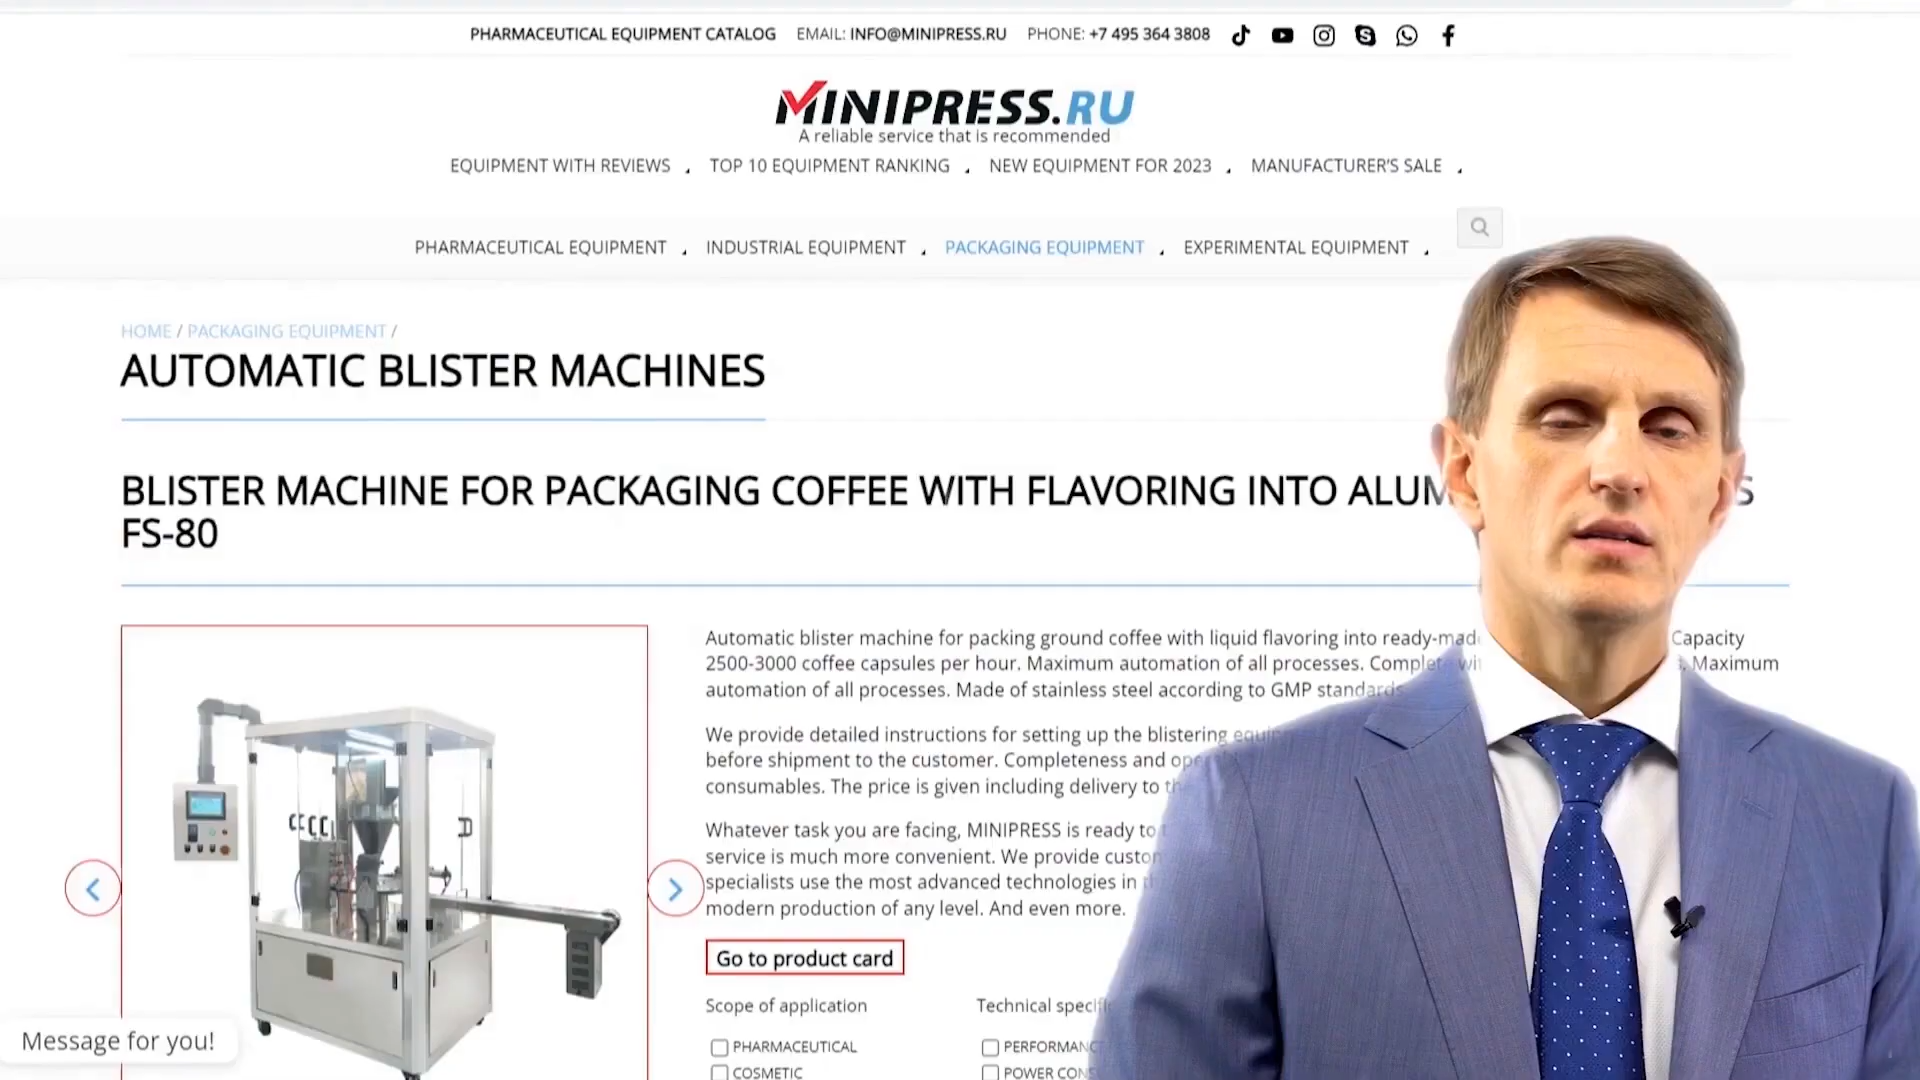 PHARMACEUTICAL EQUIPMENT CATALOG EMAIL: INFO@MINIPRESS.RU PHONE: +7 495 364 3808
MINIPRESS.RU
A reliable service that is recommended
EQUIPMENT WITH REVIEWS TOP 10 EQUIPMENT RANKING NEW EQUIPMENT FOR 2023 MANUFACTURER'S SALE
PHARMACEUTICAL EQUIPMENT INDUSTRIAL EQUIPMENT PACKAGING EQUIPMENT EXPERIMENTAL EQUIPMENT
HOME / PACKAGING EQUIPMENT /
AUTOMATIC BLISTER MACHINES
BLISTER MACHINE FOR PACKAGING COFFEE WITH FLAVORING INTO
FS-80
Automatic blister machine for packing ground coffee with liquid flavoring into Capacity
2500-3000 coffee capsules per hour. Maximum automation of all processes. Maximum
automation of all processes. Made of stainless steel according to GMP standards
We provide detailed instructions for setting up the blistering
before shipment to the customer. Completeness and
consumables. The price is given including delivery to
Whatever task you are facing, MINIPRESS is ready to
service is much more convenient. We provide
specialists use the most advanced technologies in
modern production of any level. And even more.
Go to product card
Scope of application Technical
PHARMACEUTICAL
COSMETIC POWER
Message for you!